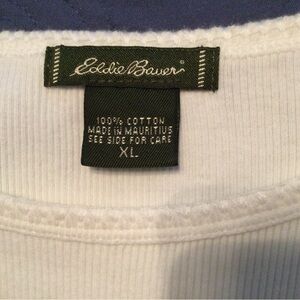 Eddie Bauer
100% COTTON
MADE IN MAURITIUS
SEE SIDE FOR CARE
XL